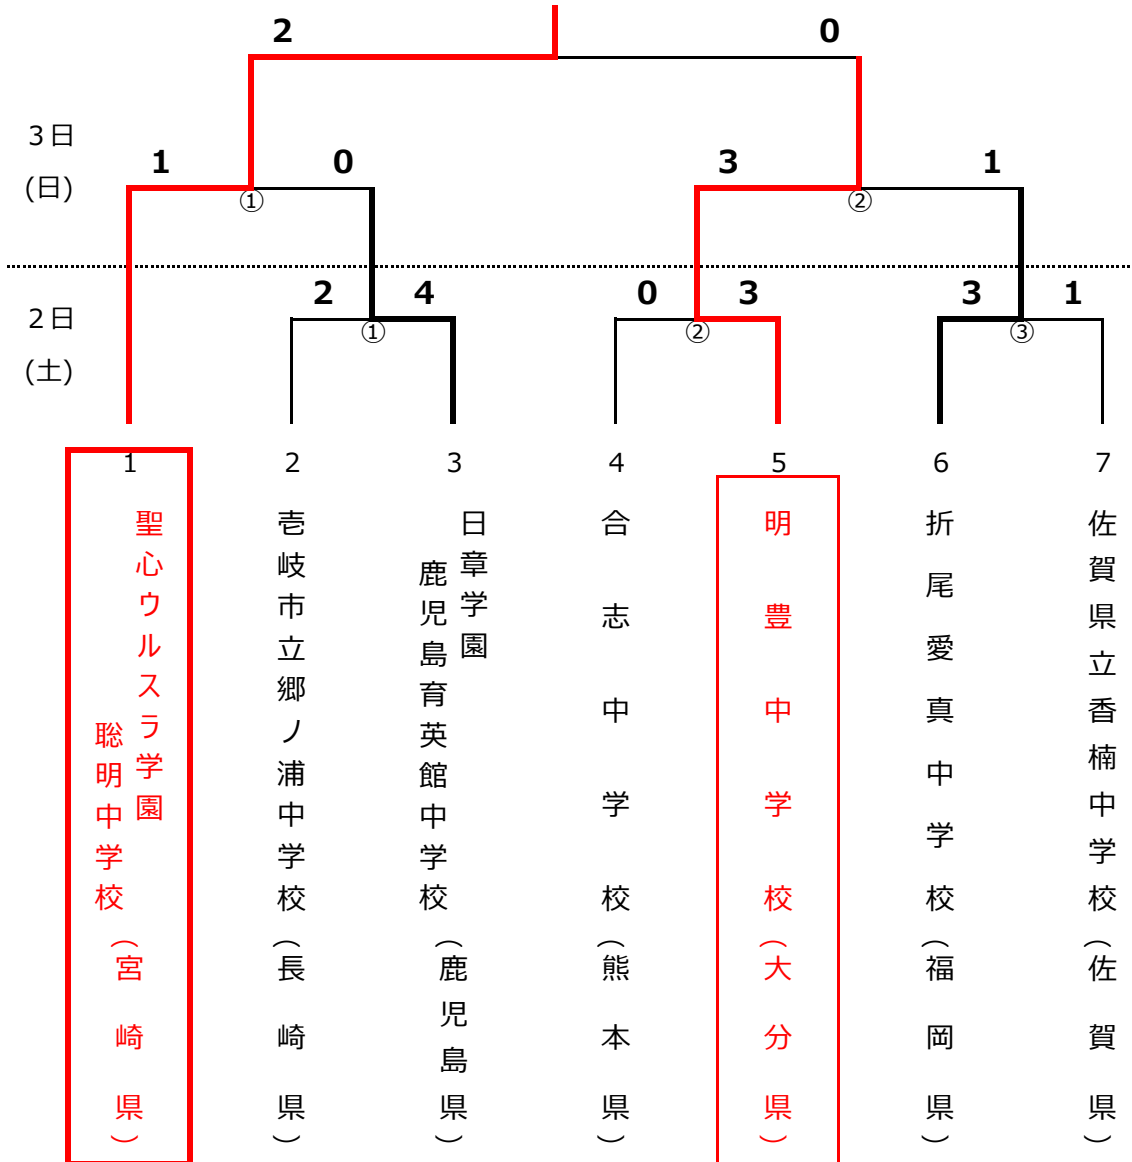 2 0
3日
(日)
1 0 3 1
① ②
2日
(土)
2 4 0 3 3 1
① ② ③
1 2 3 4 5 6 7
聖心ウルスラ学園
聡明中学校
(宮崎県)
壱岐市立郷ノ浦中学校(長崎県)
日章学園
鹿児島育英館中学校
(鹿児島県)
合志中学校(熊本県)
明豊中学校(大分県)
折尾愛真中学校(福岡県)
佐賀県立香楠中学校(佐賀県)